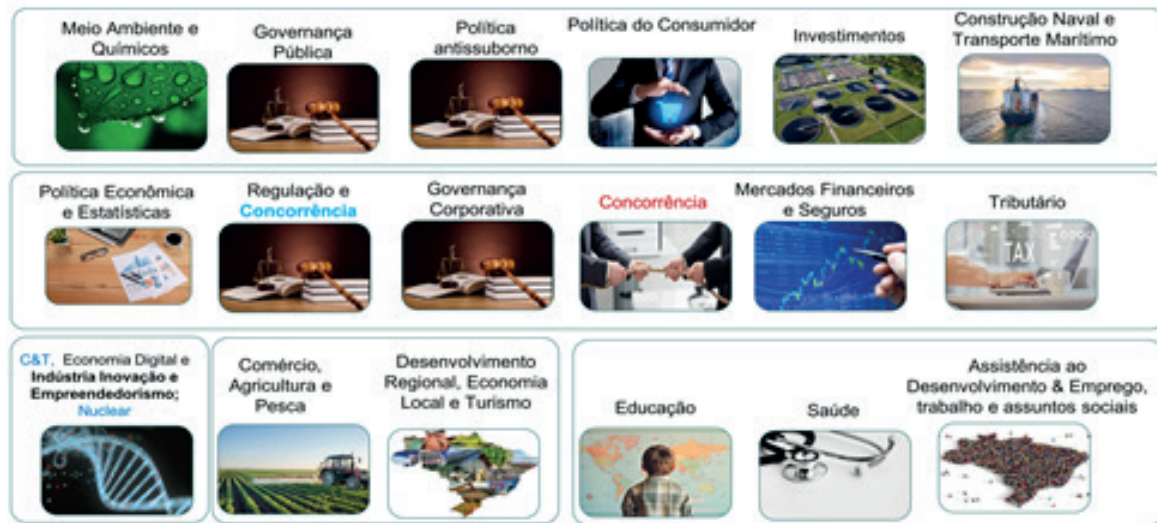 Meio Ambiente e
Químicos
Governança
Pública
Política
antissuborno
Política do Consumidor
Investimentos
Construção Naval e
Transporte Marítimo
Política Econômica
e Estatísticas
Regulação e
Concorrência
Governança
Corporativa
Concorrência
Mercados Financeiros
e Seguros
Tributário
TAX
C&T, Economia Digital e
Indústria Inovação e
Empreendedorismo;
Nuclear
Comércio,
Agricultura e
Pesca
Desenvolvimento
Regional, Economia
Local e Turismo
Educação
Saúde
Assistência ao
Desenvolvimento & Emprego,
trabalho e assuntos sociais